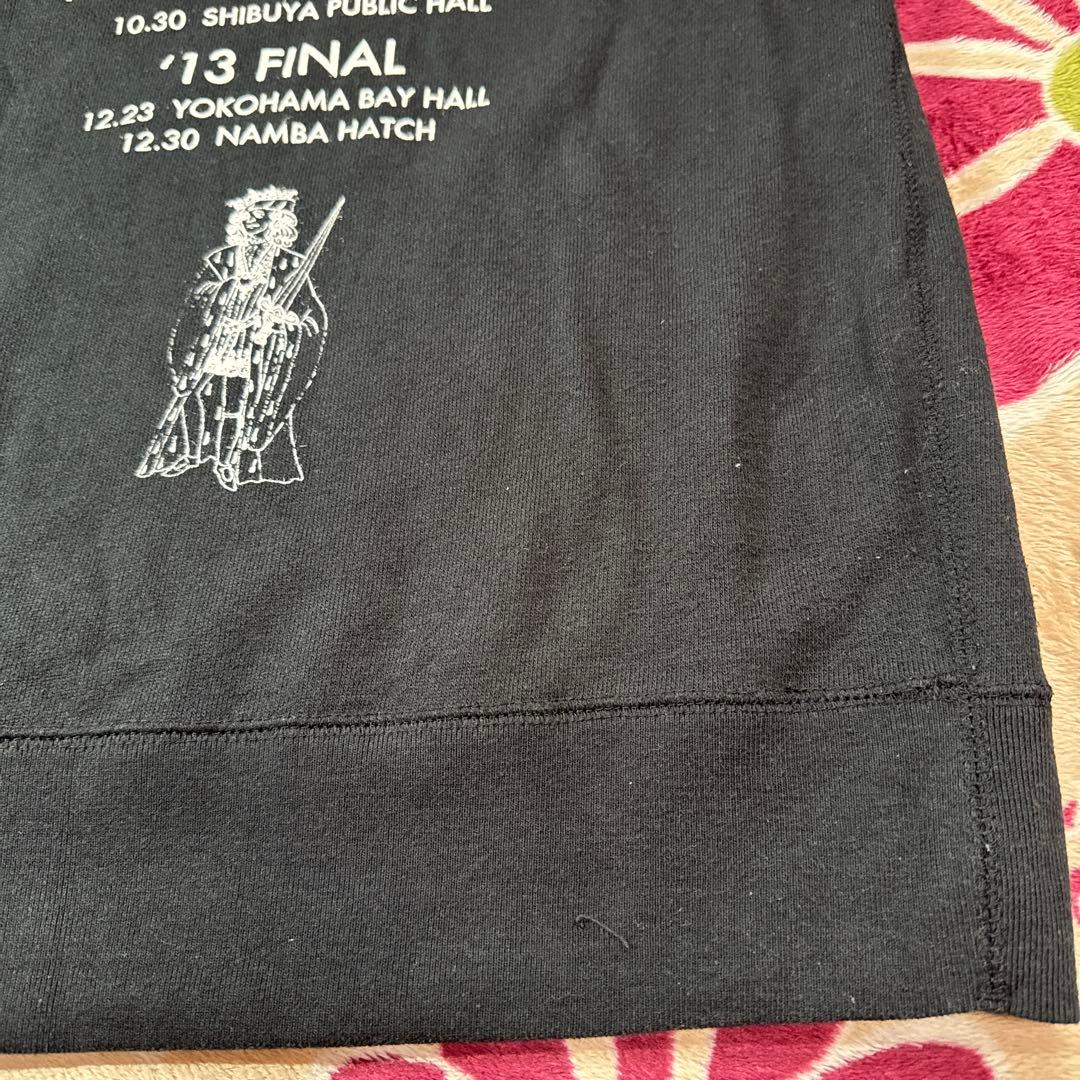 10.30 SHIBUYA PUBLIC HALL
'13 FINAL
12.23 YOKOHAMA BAY HALL
12.30 NAMBA HATCH